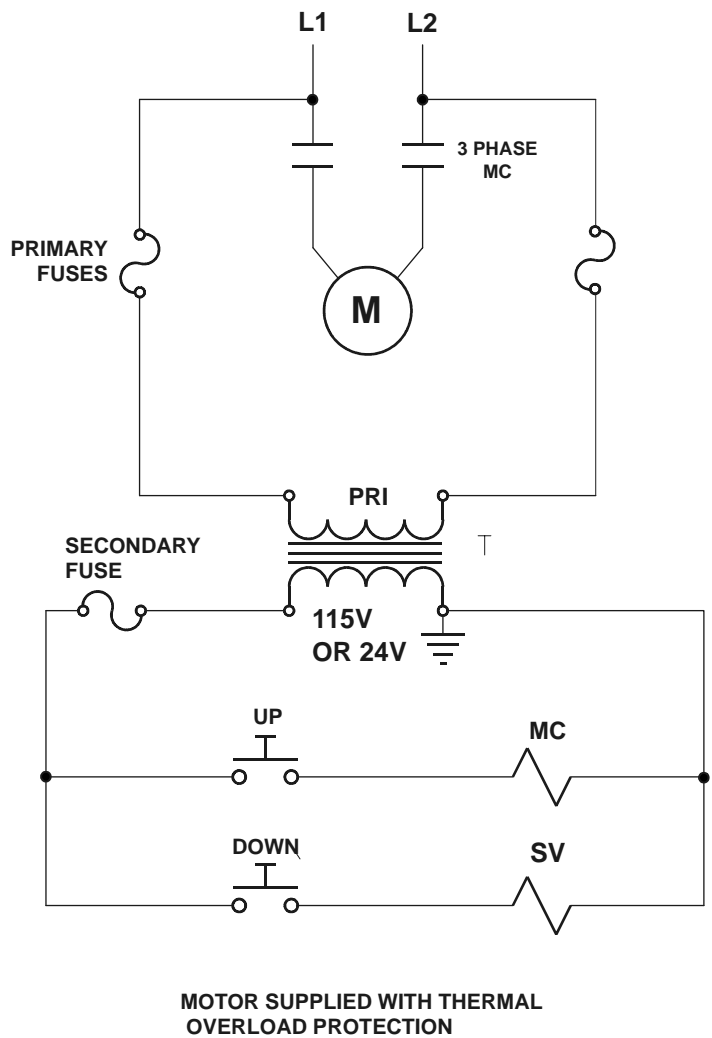 L1
L2
3 PHASE
MC
PRIMARY
FUSES
M
PRI
T
SECONDARY
FUSE
115V
OR 24V
UP
MC
DOWN
SV
MOTOR SUPPLIED WITH THERMAL
OVERLOAD PROTECTION